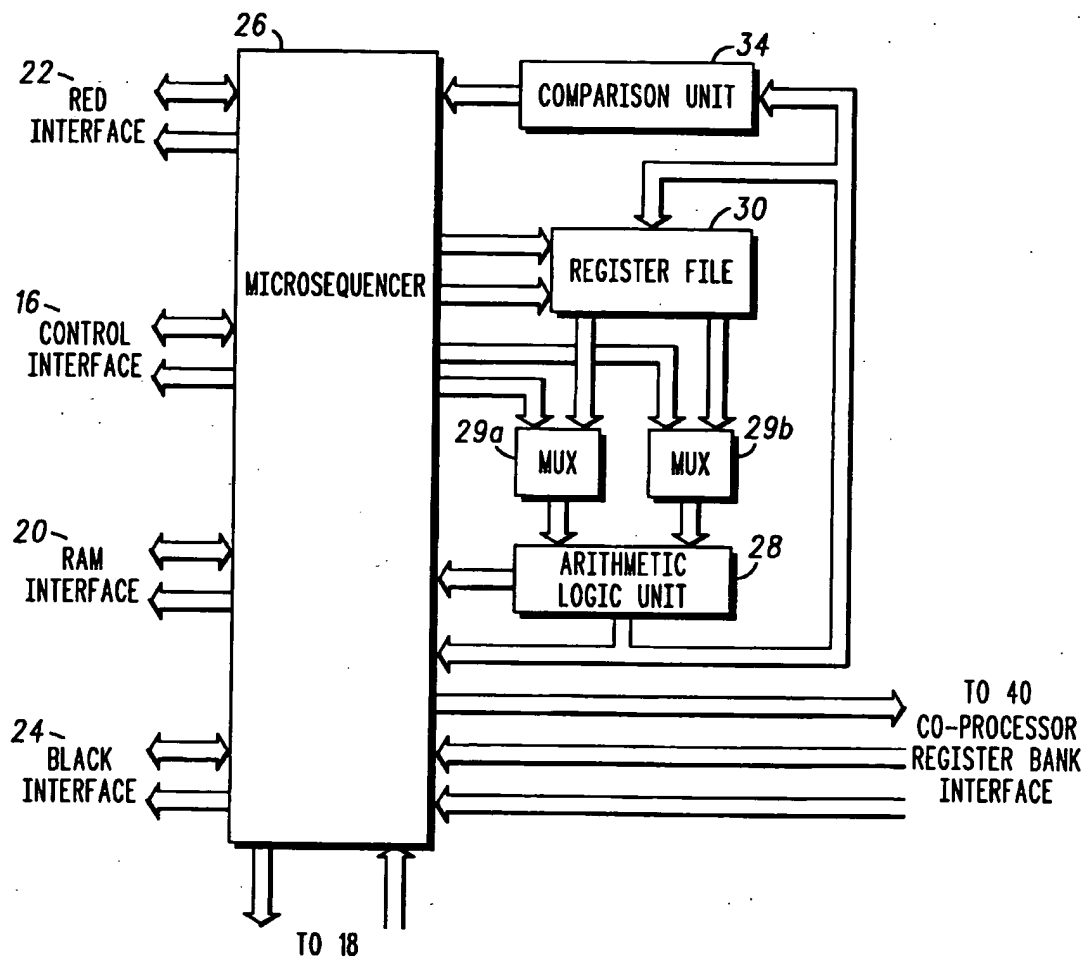 26
34
22
RED
INTERFACE
COMPARISON UNIT
30
REGISTER FILE
MICROSEQUENCER
16
CONTROL
INTERFACE
29a
MUX
MUX
29b
20
RAM
INTERFACE
ARITHMETIC
LOGIC UNIT
28
TO 40
CO-PROCESSOR
REGISTER BANK
INTERFACE
24
BLACK
INTERFACE
TO 18